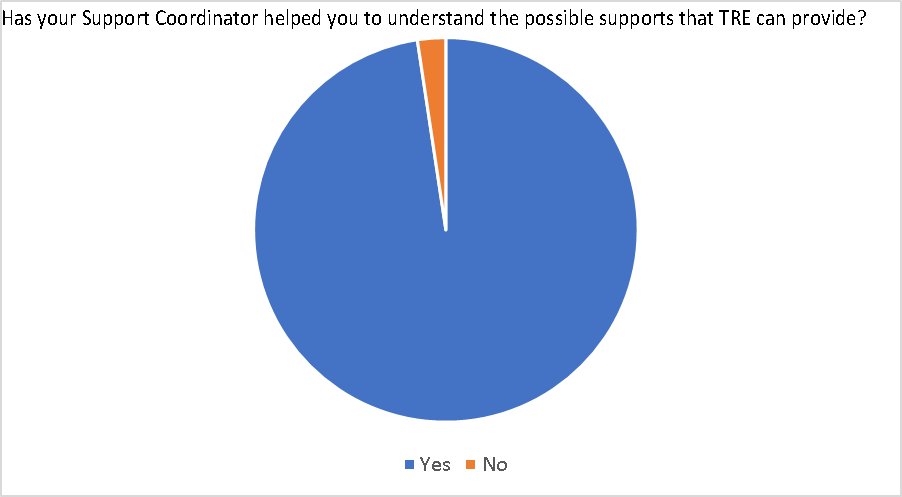 Has your Support Coordinator helped you to understand the possible supports that TRE can provide?
Yes No